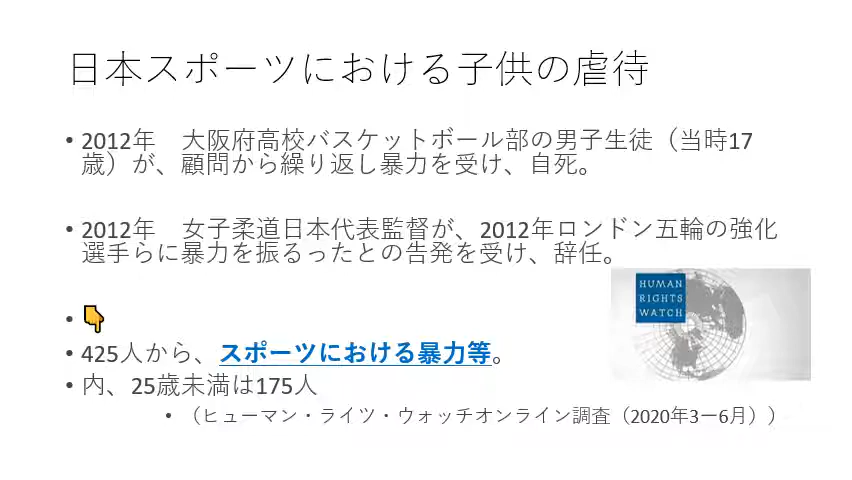 日本スポーツにおける子供の虐待
• 2012年　大阪府高校バスケットボール部の男子生徒（当時17
歳）が、顧問から繰り返し暴力を受け、自死。
• 2012年　女子柔道日本代表監督が、2012年ロンドン五輪の強化
選手らに暴力を振るったとの告発を受け、辞任。
HUMAN
RIGHTS
WATCH
• 👇
• 425人から、スポーツにおける暴力等。
• 内、25歳未満は175人
• （ヒューマン・ライツ・ウォッチオンライン調査（2020年3ー6月））